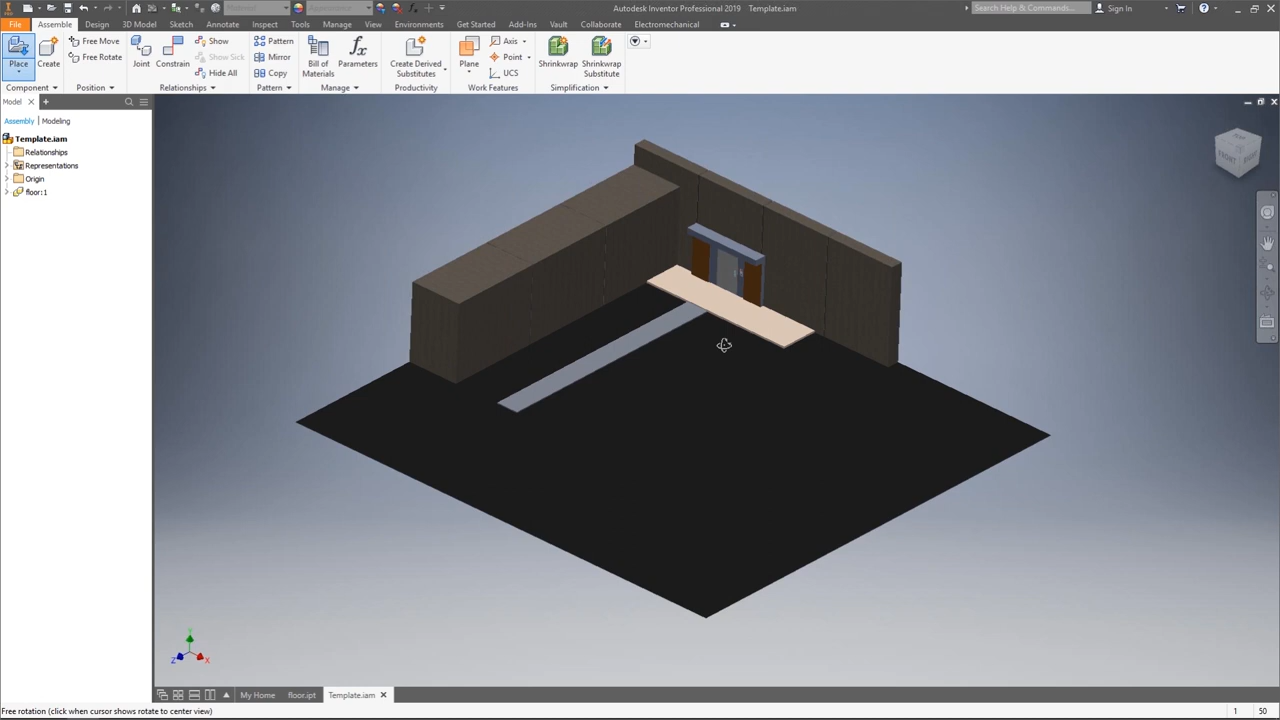 Autodesk Inventor Professional 2019 Template.iam
Search Help & Commands...
Sign In
File Assemble Design 3D Model Sketch Annotate Inspect Tools Manage View Environments Get Started Add-Ins Vault Collaborate Electromechanical
Place
Create
Free Move
Free Rotate
Joint
Constrain
Show
Show Sick
Hide All
Pattern
Mirror
Copy
Bill of
Materials
Parameters
Create Derived
Substitutes
Plane
Axis
Point
UCS
Shrinkwrap
Shrinkwrap
Substitute
Component Position Relationships Pattern Manage Productivity Work Features Simplification
Model
Assembly Modeling
Template.iam
Relationships
Representations
Origin
floor:1
FRONT
Z X
My Home floor.ipt Template.iam
Free rotation (click when cursor shows rotate to center view)
1 50